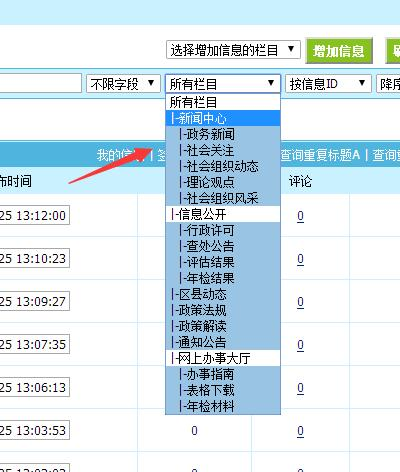 选择增加信息的栏目 增加信息
不限字段 所有栏目 按信息ID 降序
所有栏目
|-新闻中心
|-政务新闻
|-社会关注
|-社会组织动态
|-理论观点
|-社会组织风采
|-信息公开
|-行政许可
|-查处公告
|-评估结果
|-年检结果
|-区县动态
|-政策法规
|-政策解读
|-通知公告
|-网上办事大厅
|-办事指南
|-表格下载
|-年检材料
我的信 | 签 查询重复标题A | 查询重
布时间 评论
25 13:12:00 0
25 13:10:23 0
25 13:09:27 0
25 13:07:35 0
25 13:06:13 0
25 13:03:53 0 0